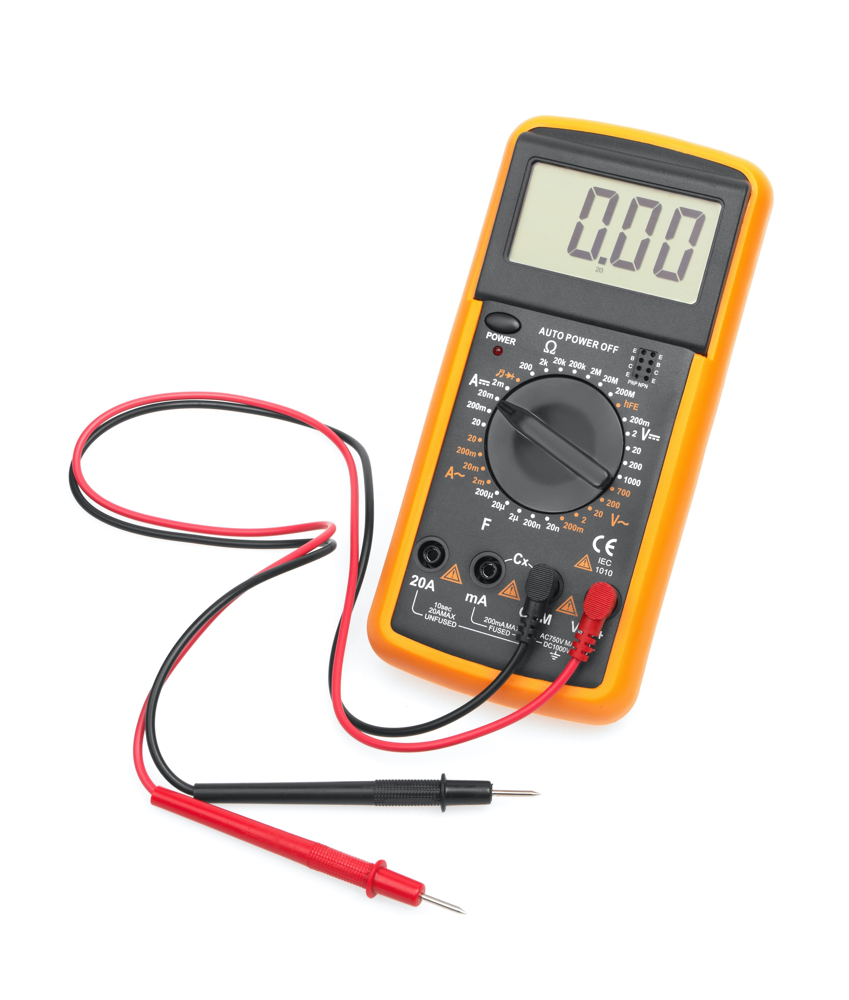 0.00
20
POWER
AUTO POWER OFF
Ω
200
2k
20k
200k
2M
20M
200M
hFE
200m
2
V
20
200
1000
700
200
20
2
V~
200m
20n
200n
2µ
20µ
200µ
F
2m
A~
20m
200m
20
20
200m
20m
2m
A
E
B
C
E
E
B
C
E
PNP NPN
CE
IEC
1010
Cx
20A
mA
10sec
20AMAX
UNFUSED
200mA MAX
FUSED
AC750V
DC1000V